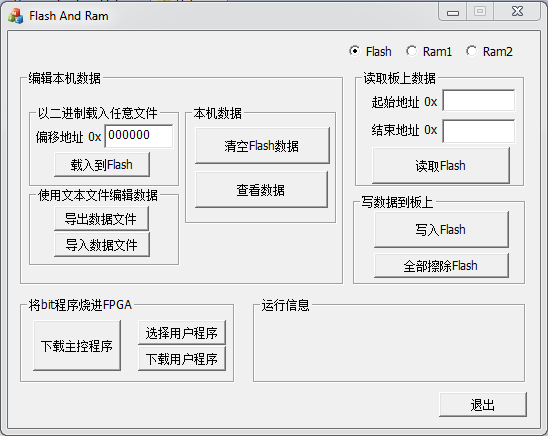 Flash And Ram
Flash Ram1 Ram2
编辑本机数据
以二进制载入任意文件
偏移地址 0x 000000
载入到Flash
使用文本文件编辑数据
导出数据文件
导入数据文件
本机数据
清空Flash数据
查看数据
读取板上数据
起始地址 0x
结束地址 0x
读取Flash
写数据到板上
写入Flash
全部擦除Flash
将bit程序烧进FPGA
下载主控程序
选择用户程序
下载用户程序
运行信息
退出